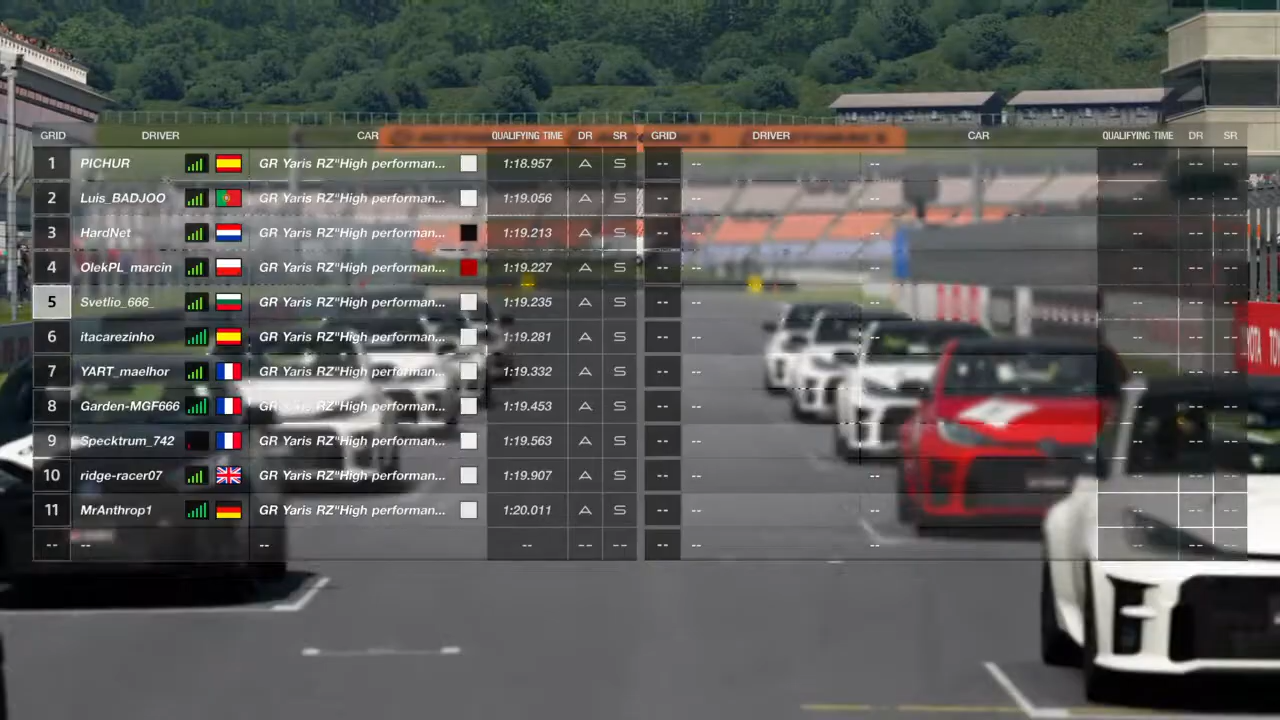 GRID DRIVER CAR QUALIFYING TIME DR SR GRID DRIVER CAR QUALIFYING TIME DR SR
1 PICHUR GR Yaris RZ"High performan... 1:18.957 A S -- -- -- -- -- --
2 Luis_BADJOO GR Yaris RZ"High performan... 1:19.056 A S -- -- -- -- -- --
3 HardNet GR Yaris RZ"High performan... 1:19.213 A S -- -- -- -- -- --
4 OlekPL_marcin GR Yaris RZ"High performan... 1:19.227 A S -- -- -- -- -- --
5 Svetlio_666_ GR Yaris RZ"High performan... 1:19.235 A S -- -- -- -- -- --
6 itacarezinho GR Yaris RZ"High performan... 1:19.281 A S -- -- -- -- -- --
7 YART_maelhor GR Yaris RZ"High performan... 1:19.332 A S -- -- -- -- -- --
8 Garden-MGF666 GR Yaris RZ"High performan... 1:19.453 A S -- -- -- -- -- --
9 Specktrum_742 GR Yaris RZ"High performan... 1:19.563 A S -- -- -- -- -- --
10 ridge-racer07 GR Yaris RZ"High performan... 1:19.907 A S -- -- -- -- -- --
11 MrAnthrop1 GR Yaris RZ"High performan... 1:20.011 A S -- -- -- -- -- --
-- -- -- -- -- -- -- -- -- -- -- --